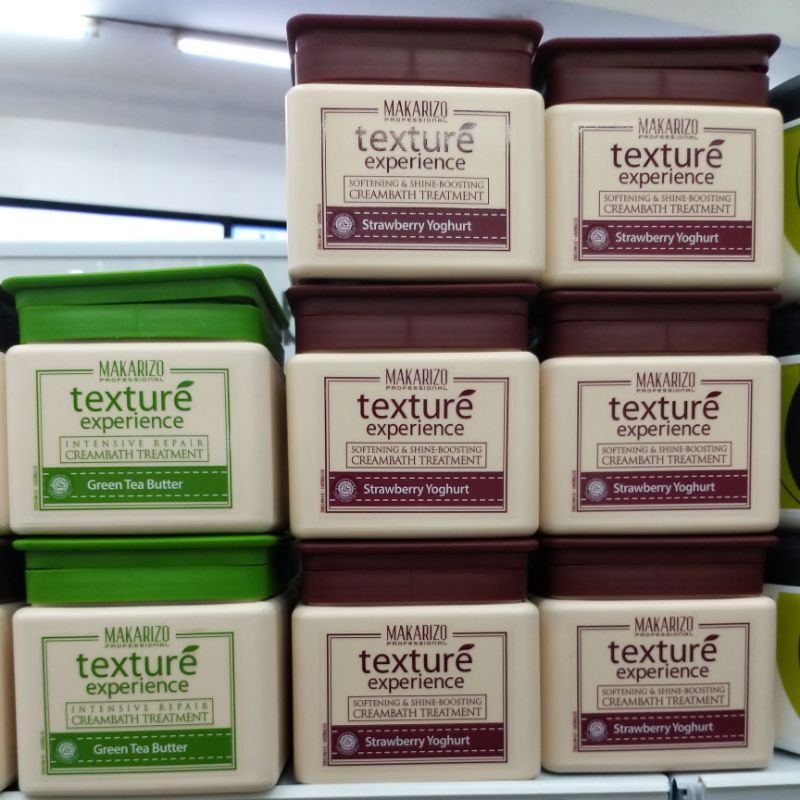 MAKARIZO
PROFESSIONAL
texture
experience
SOFTENING & SHINE-BOOSTING
CREAMBATH TREATMENT
Strawberry Yoghurt
MAKARIZO
PROFESSIONAL
texture
experience
SOFTENING & SHINE-BOOSTING
CREAMBATH TREATMENT
Strawberry Yoghurt
MAKARIZO
PROFESSIONAL
texture
experience
INTENSIVE REPAIR
CREAMBATH TREATMENT
Green Tea Butter
MAKARIZO
PROFESSIONAL
texture
experience
SOFTENING & SHINE-BOOSTING
CREAMBATH TREATMENT
Strawberry Yoghurt
MAKARIZO
PROFESSIONAL
texture
experience
SOFTENING & SHINE-BOOSTING
CREAMBATH TREATMENT
Strawberry Yoghurt
MAKARIZO
PROFESSIONAL
texture
experience
INTENSIVE REPAIR
CREAMBATH TREATMENT
Green Tea Butter
MAKARIZO
PROFESSIONAL
texture
experience
SOFTENING & SHINE-BOOSTING
CREAMBATH TREATMENT
Strawberry Yoghurt
MAKARIZO
PROFESSIONAL
texture
experience
SOFTENING & SHINE-BOOSTING
CREAMBATH TREATMENT
Strawberry Yoghurt